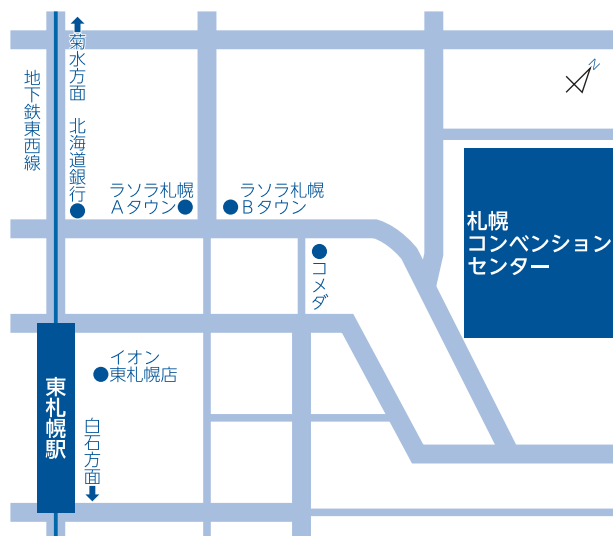 菊水方面
地下鉄東西線
北海道銀行
ラソラ札幌
Aタウン
ラソラ札幌
Bタウン
N
札幌
コンベンション
センター
コメダ
イオン
東札幌店
東札幌駅
白石方面